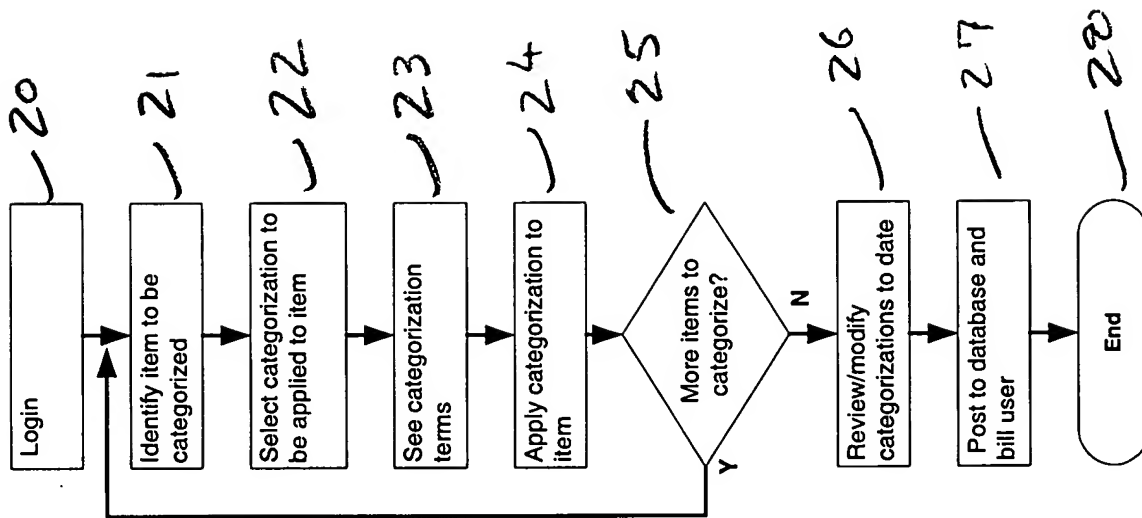 Login
20
Identify item to be
categorized
21
Select categorization to
be applied to item
22
See categorization
terms
23
Apply categorization to
item
24
More items to
categorize?
25
Y
N
Review/modify
categorizations to date
26
Post to database and
bill user
27
End
28